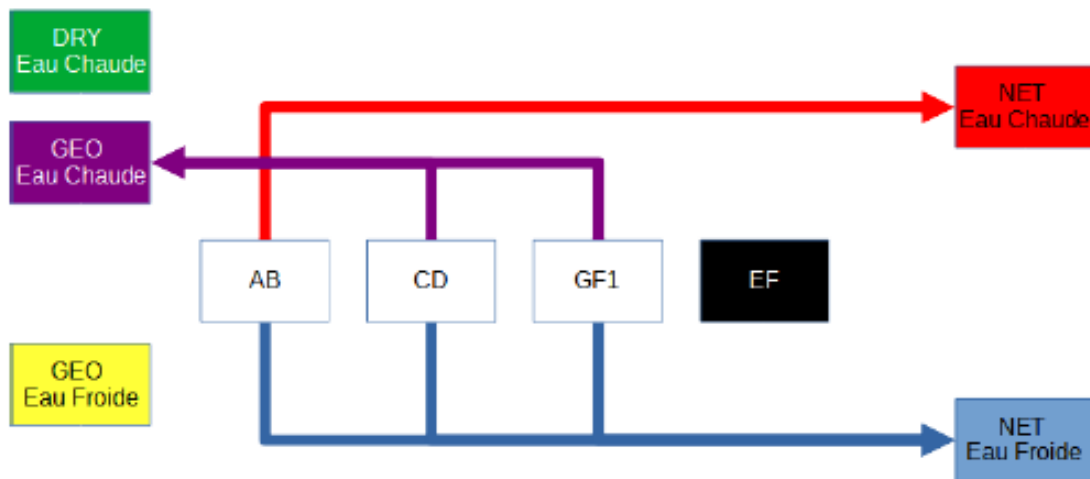 DRY
Eau Chaude
NET
Eau Chaude
GEO
Eau Chaude
AB
CD
GF1
EF
GEO
Eau Froide
NET
Eau Froide